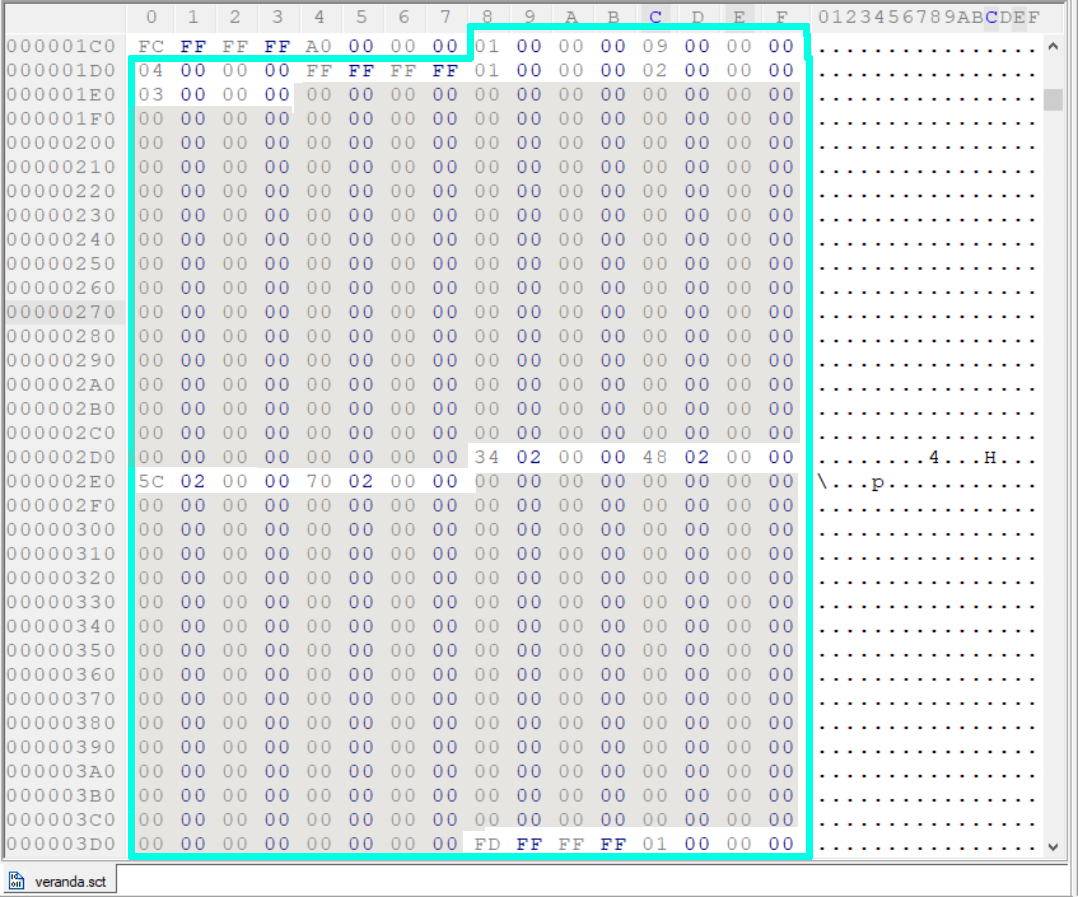 0 1 2 3 4 5 6 7 8 9 A B C D E F 0123456789ABCDEF
000001C0 FC FF FF FF A0 00 00 00 01 00 00 00 09 00 00 00 ................
000001D0 04 00 00 00 FF FF FF FF 01 00 00 00 02 00 00 00 ................
000001E0 03 00 00 00 00 00 00 00 00 00 00 00 00 00 00 00 ................
000001F0 00 00 00 00 00 00 00 00 00 00 00 00 00 00 00 00 ................
00000200 00 00 00 00 00 00 00 00 00 00 00 00 00 00 00 00 ................
00000210 00 00 00 00 00 00 00 00 00 00 00 00 00 00 00 00 ................
00000220 00 00 00 00 00 00 00 00 00 00 00 00 00 00 00 00 ................
00000230 00 00 00 00 00 00 00 00 00 00 00 00 00 00 00 00 ................
00000240 00 00 00 00 00 00 00 00 00 00 00 00 00 00 00 00 ................
00000250 00 00 00 00 00 00 00 00 00 00 00 00 00 00 00 00 ................
00000260 00 00 00 00 00 00 00 00 00 00 00 00 00 00 00 00 ................
00000270 00 00 00 00 00 00 00 00 00 00 00 00 00 00 00 00 ................
00000280 00 00 00 00 00 00 00 00 00 00 00 00 00 00 00 00 ................
00000290 00 00 00 00 00 00 00 00 00 00 00 00 00 00 00 00 ................
000002A0 00 00 00 00 00 00 00 00 00 00 00 00 00 00 00 00 ................
000002B0 00 00 00 00 00 00 00 00 00 00 00 00 00 00 00 00 ................
000002C0 00 00 00 00 00 00 00 00 00 00 00 00 00 00 00 00 ................
000002D0 00 00 00 00 00 00 00 00 34 02 00 00 48 02 00 00 ........4...H...
000002E0 5C 02 00 00 70 02 00 00 00 00 00 00 00 00 00 00 \...p...........
000002F0 00 00 00 00 00 00 00 00 00 00 00 00 00 00 00 00 ................
00000300 00 00 00 00 00 00 00 00 00 00 00 00 00 00 00 00 ................
00000310 00 00 00 00 00 00 00 00 00 00 00 00 00 00 00 00 ................
00000320 00 00 00 00 00 00 00 00 00 00 00 00 00 00 00 00 ................
00000330 00 00 00 00 00 00 00 00 00 00 00 00 00 00 00 00 ................
00000340 00 00 00 00 00 00 00 00 00 00 00 00 00 00 00 00 ................
00000350 00 00 00 00 00 00 00 00 00 00 00 00 00 00 00 00 ................
00000360 00 00 00 00 00 00 00 00 00 00 00 00 00 00 00 00 ................
00000370 00 00 00 00 00 00 00 00 00 00 00 00 00 00 00 00 ................
00000380 00 00 00 00 00 00 00 00 00 00 00 00 00 00 00 00 ................
00000390 00 00 00 00 00 00 00 00 00 00 00 00 00 00 00 00 ................
000003A0 00 00 00 00 00 00 00 00 00 00 00 00 00 00 00 00 ................
000003B0 00 00 00 00 00 00 00 00 00 00 00 00 00 00 00 00 ................
000003C0 00 00 00 00 00 00 00 00 00 00 00 00 00 00 00 00 ................
000003D0 00 00 00 00 00 00 00 00 FD FF FF FF 01 00 00 00 ................
veranda.sct